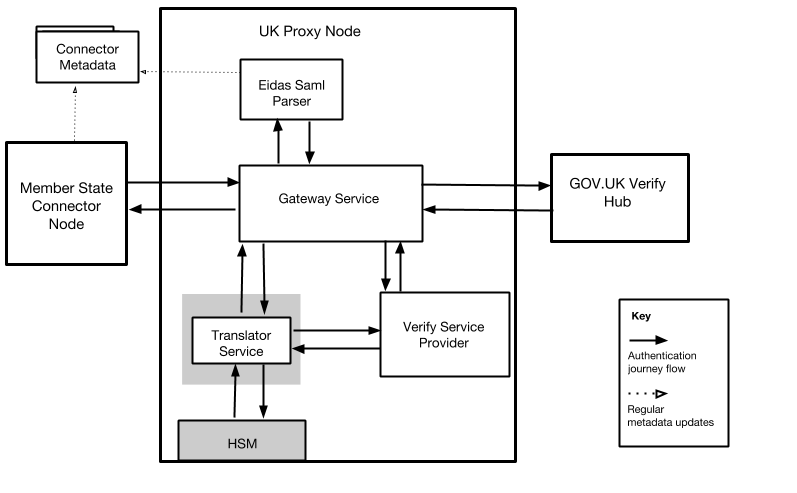 UK Proxy Node
Connector
Metadata
Eidas Saml
Parser
Member State
Connector
Node
Gateway Service
GOV.UK Verify
Hub
Translator
Service
Verify Service
Provider
HSM
Key
Authentication
journey flow
Regular
metadata updates